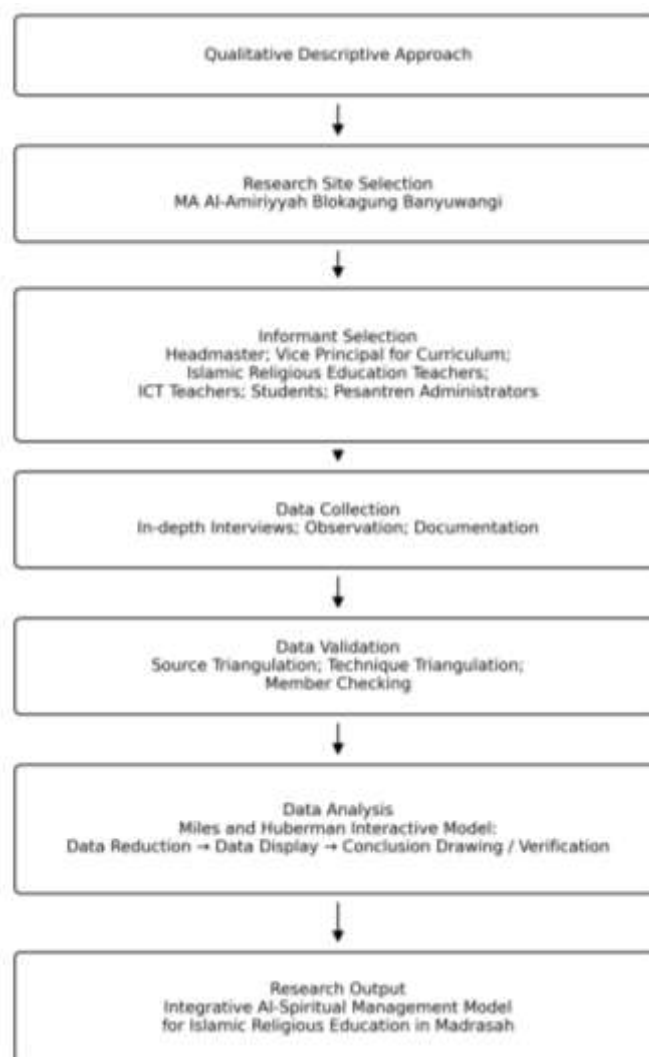 Qualitative Descriptive Approach
Research Site Selection
MA Al-Amiriyyah Blokagung Banyuwangi
Informant Selection
Headmaster; Vice Principal for Curriculum;
Islamic Religious Education Teachers;
ICT Teachers; Students; Pesantren Administrators
Data Collection
In-depth Interviews; Observation; Documentation
Data Validation
Source Triangulation; Technique Triangulation;
Member Checking
Data Analysis
Miles and Huberman Interactive Model:
Data Reduction → Data Display → Conclusion Drawing / Verification
Research Output
Integrative AI-Spiritual Management Model
for Islamic Religious Education in Madrasah